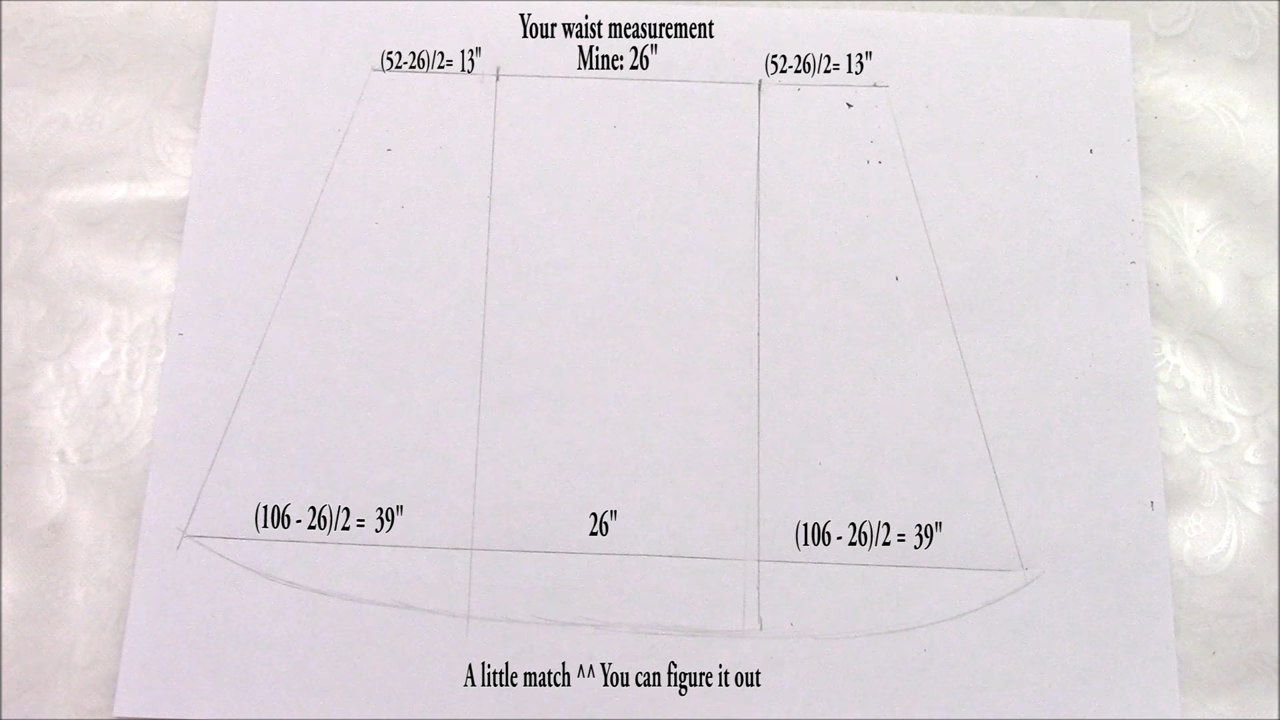 Your waist measurement
(52-26)/2= 13" Mine: 26" (52-26)/2= 13"
(106 - 26)/2 = 39" 26" (106 - 26)/2 = 39"
A little match ^^ You can figure it out